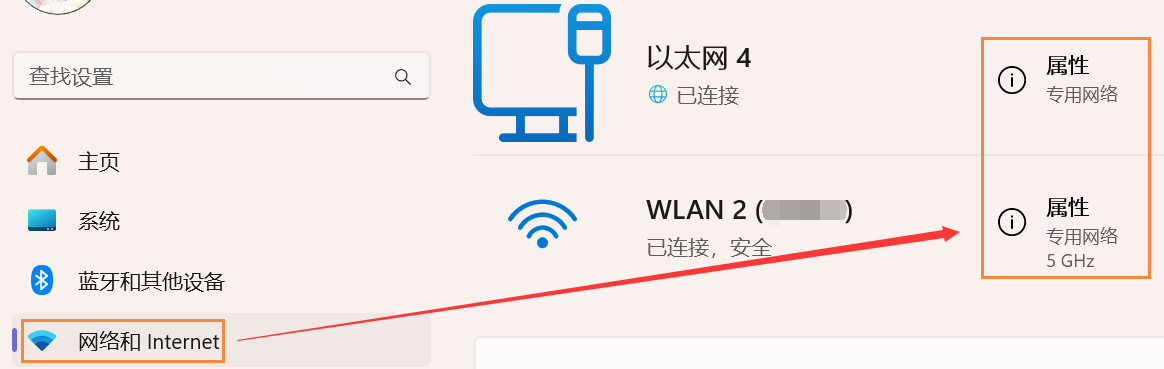 查找设置
主页
系统
蓝牙和其他设备
网络和 Internet
以太网 4
已连接
属性
专用网络
WLAN 2 ( )
已连接，安全
属性
专用网络
5 GHz